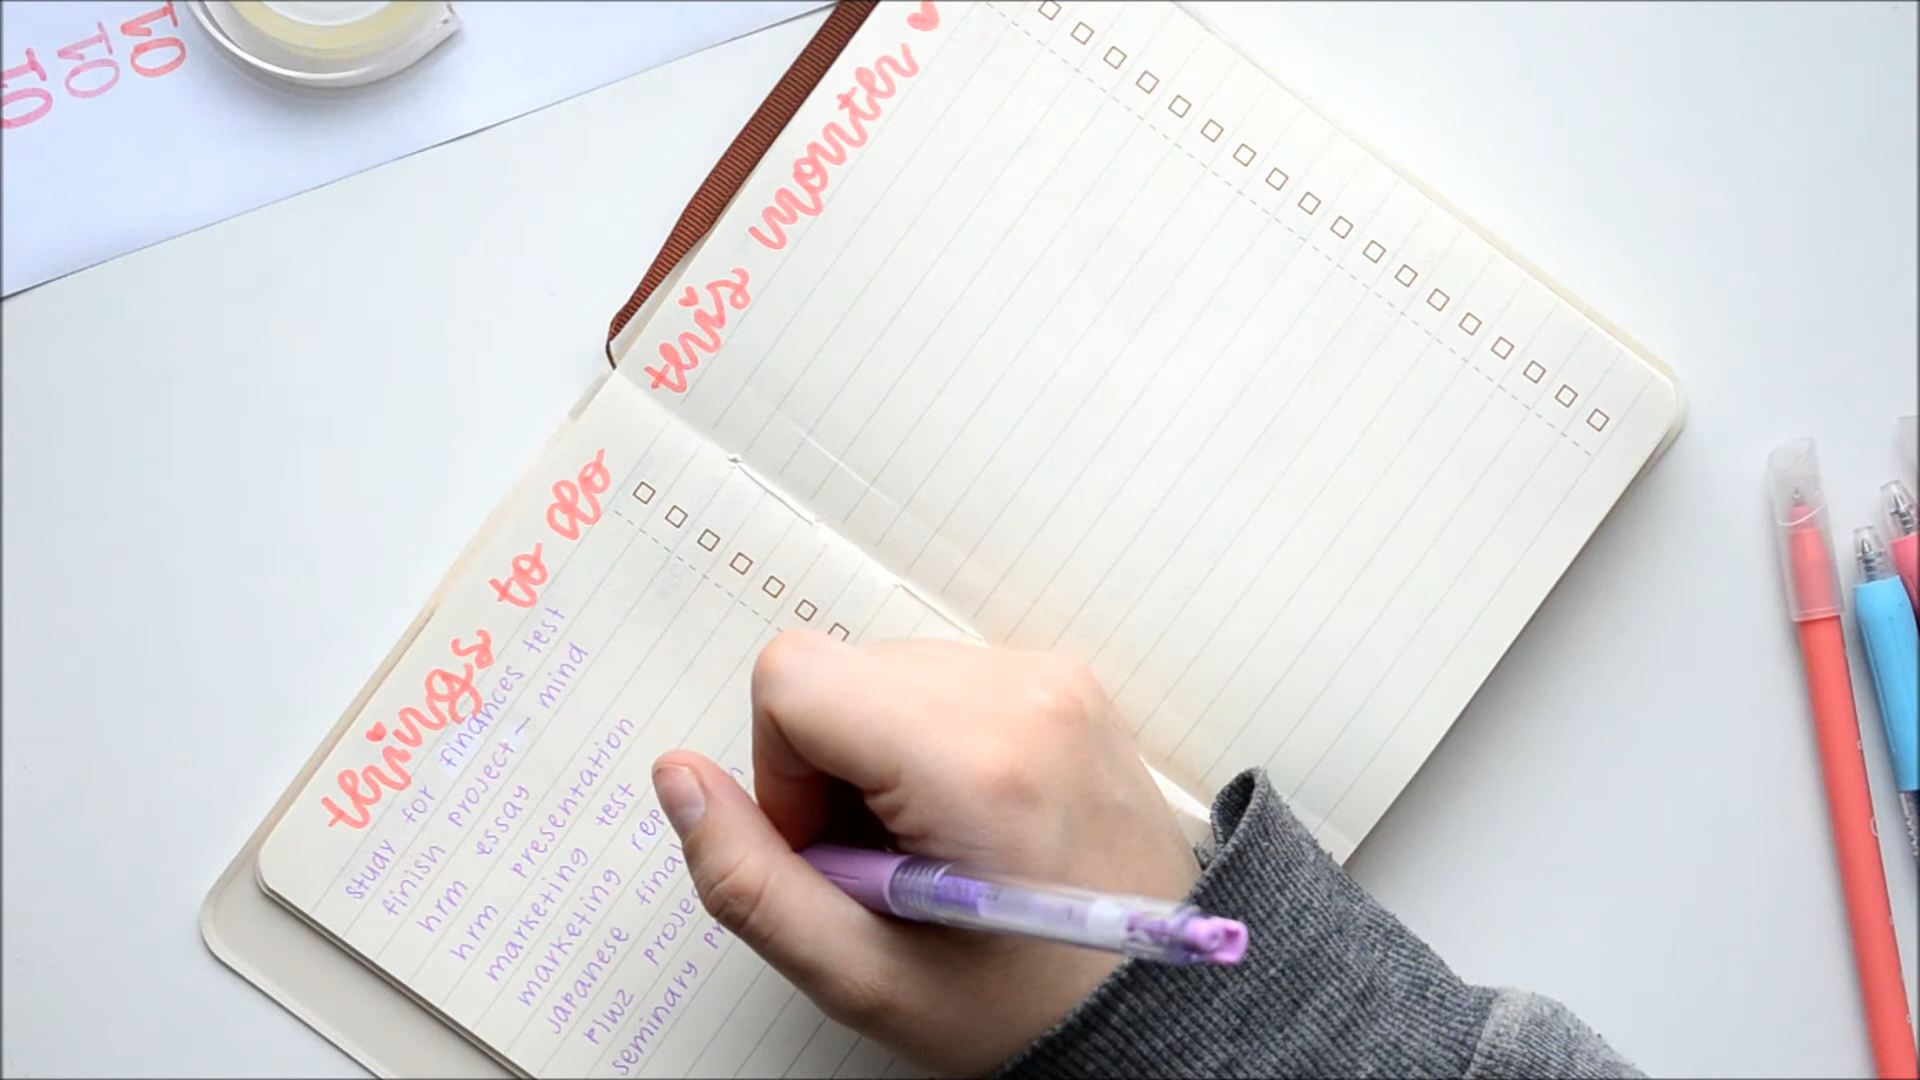 things to do
study for finances test
finish project – mind
hrm essay
hrm presentation
marketing test
marketing
japanese final
piwz
seminary
this month